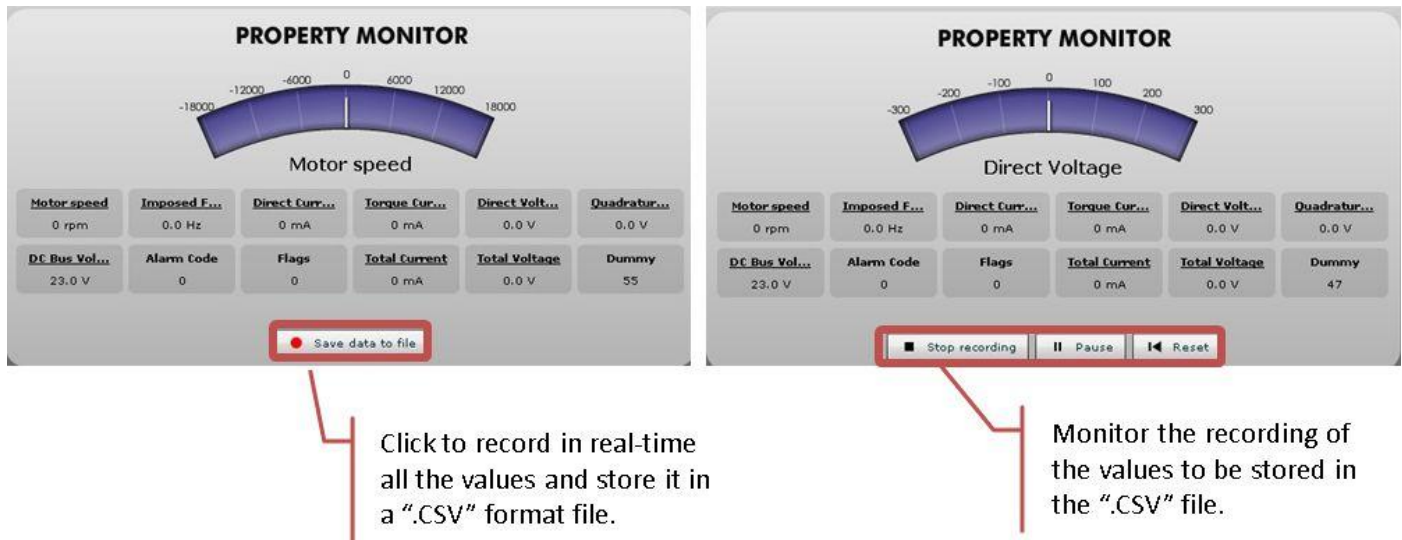 PROPERTY MONITOR
-18000 -12000 -6000 0 6000 12000 18000
Motor speed
Motor speed Imposed F... Direct Curr... Torque Cur... Direct Volt... Quadratur...
0 rpm 0.0 Hz 0 mA 0 mA 0.0 V 0.0 V
DC Bus Vol... Alarm Code Flags Total Current Total Voltage Dummy
23.0 V 0 0 0 mA 0.0 V 55
Save data to file
Click to record in real-time
all the values and store it in
a “.CSV” format file.
PROPERTY MONITOR
-300 -200 -100 0 100 200 300
Direct Voltage
Motor speed Imposed F... Direct Curr... Torque Cur... Direct Volt... Quadratur...
0 rpm 0.0 Hz 0 mA 0 mA 0.0 V 0.0 V
DC Bus Vol... Alarm Code Flags Total Current Total Voltage Dummy
23.0 V 0 0 0 mA 0.0 V 47
Stop recording Pause Reset
Monitor the recording of
the values to be stored in
the “.CSV” file.